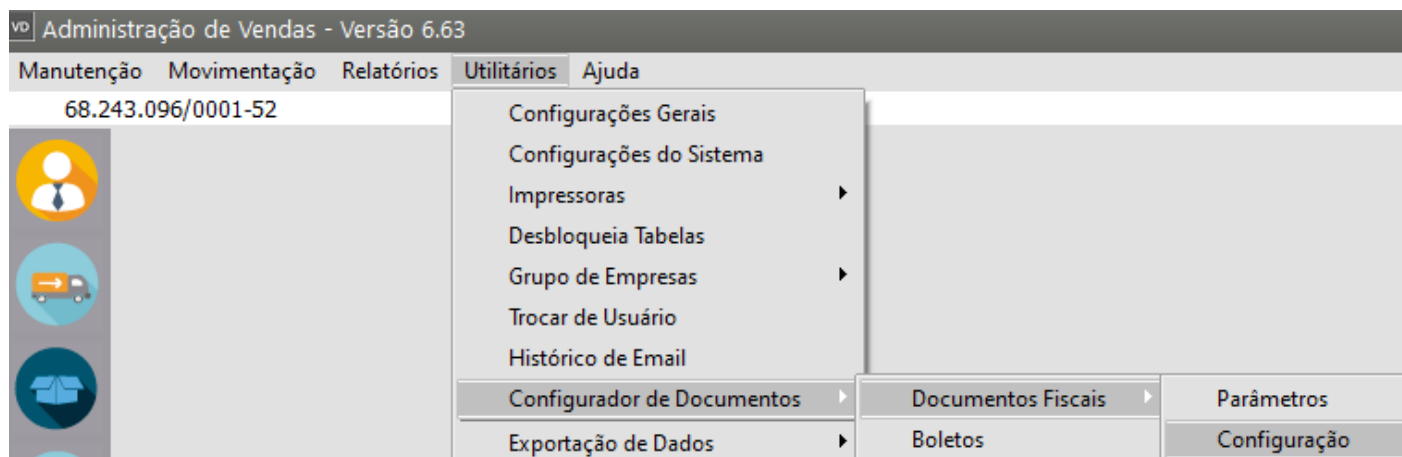 VD Administração de Vendas - Versão 6.63
Manutenção Movimentação Relatórios Utilitários Ajuda
68.243.096/0001-52
Configurações Gerais
Configurações do Sistema
Impressoras
Desbloqueia Tabelas
Grupo de Empresas
Trocar de Usuário
Histórico de Email
Configurador de Documentos Documentos Fiscais Parâmetros
Exportação de Dados Boletos Configuração